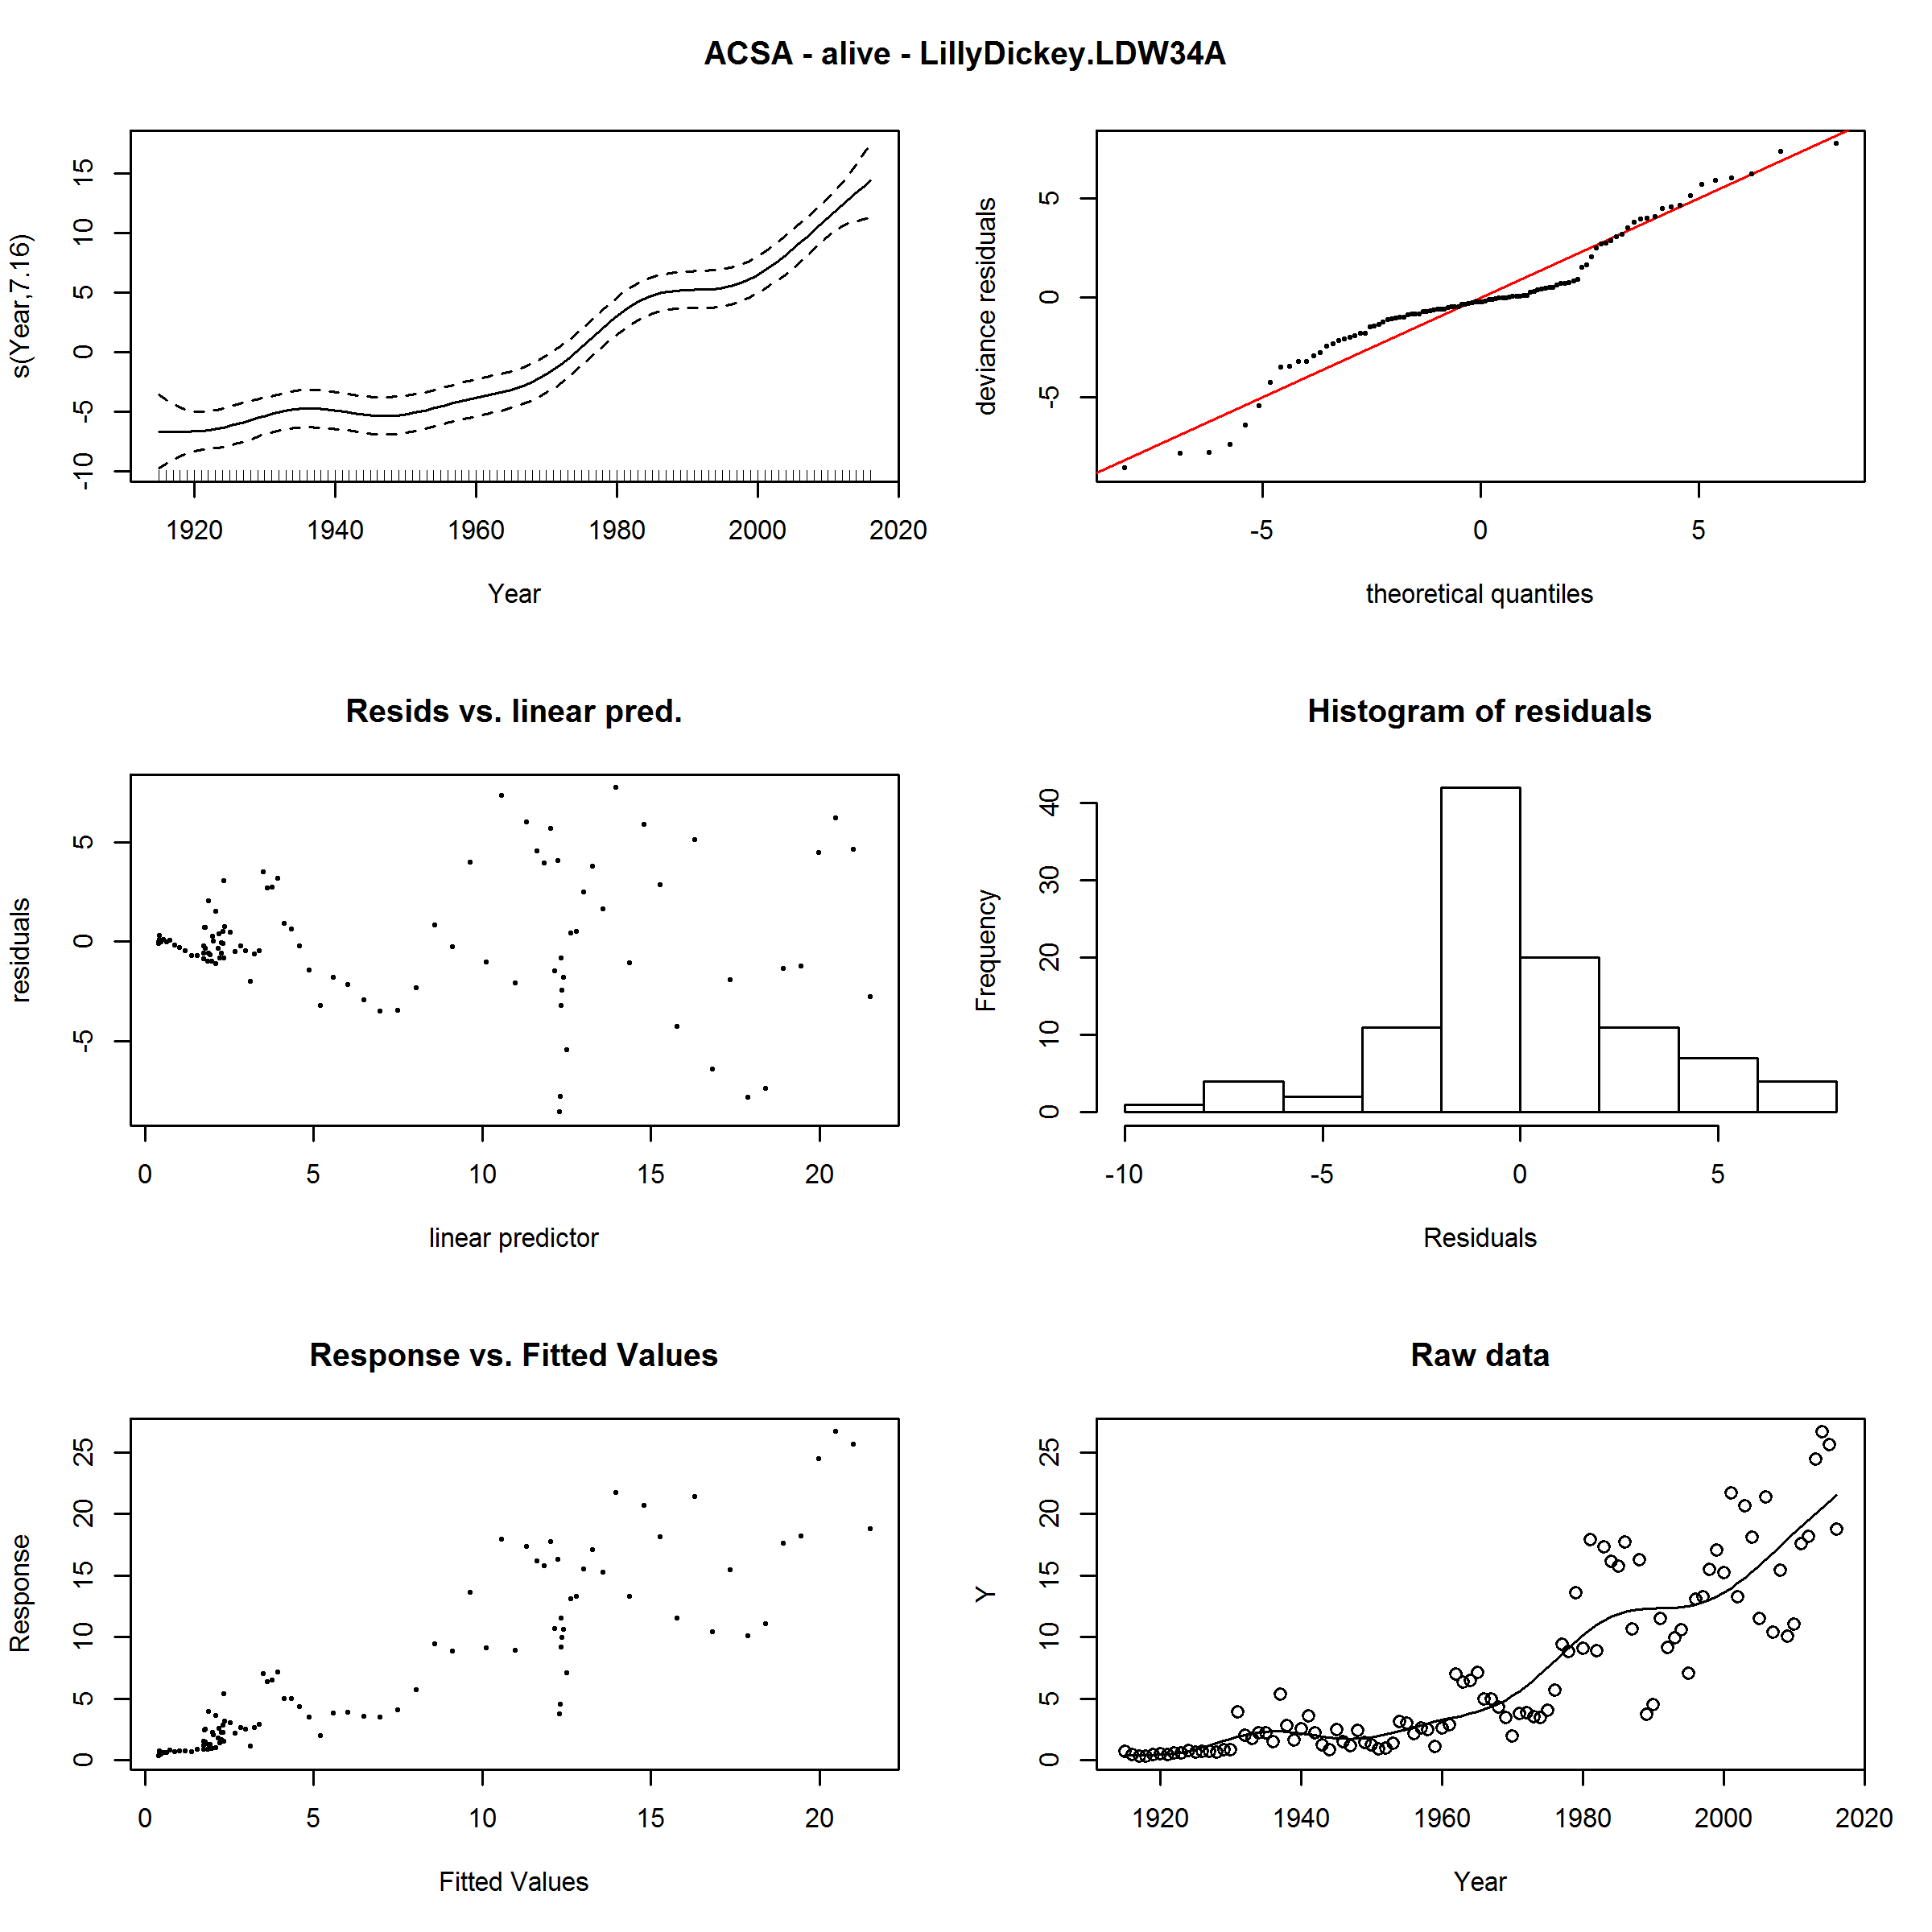 ACSA - alive - LillyDickey.LDW34A
s(Year,7.16)
-10 -5 0 5 10 15
1920 1940 1960 1980 2000 2020
Year
deviance residuals
-5 0 5
-5 0 5
theoretical quantiles
Resids vs. linear pred.
residuals
-5 0 5
0 5 10 15 20
linear predictor
Histogram of residuals
Frequency
0 10 20 30 40
-10 -5 0 5
Residuals
Response vs. Fitted Values
Response
0 5 10 15 20 25
0 5 10 15 20
Fitted Values
Raw data
Y
0 5 10 15 20 25
1920 1940 1960 1980 2000 2020
Year